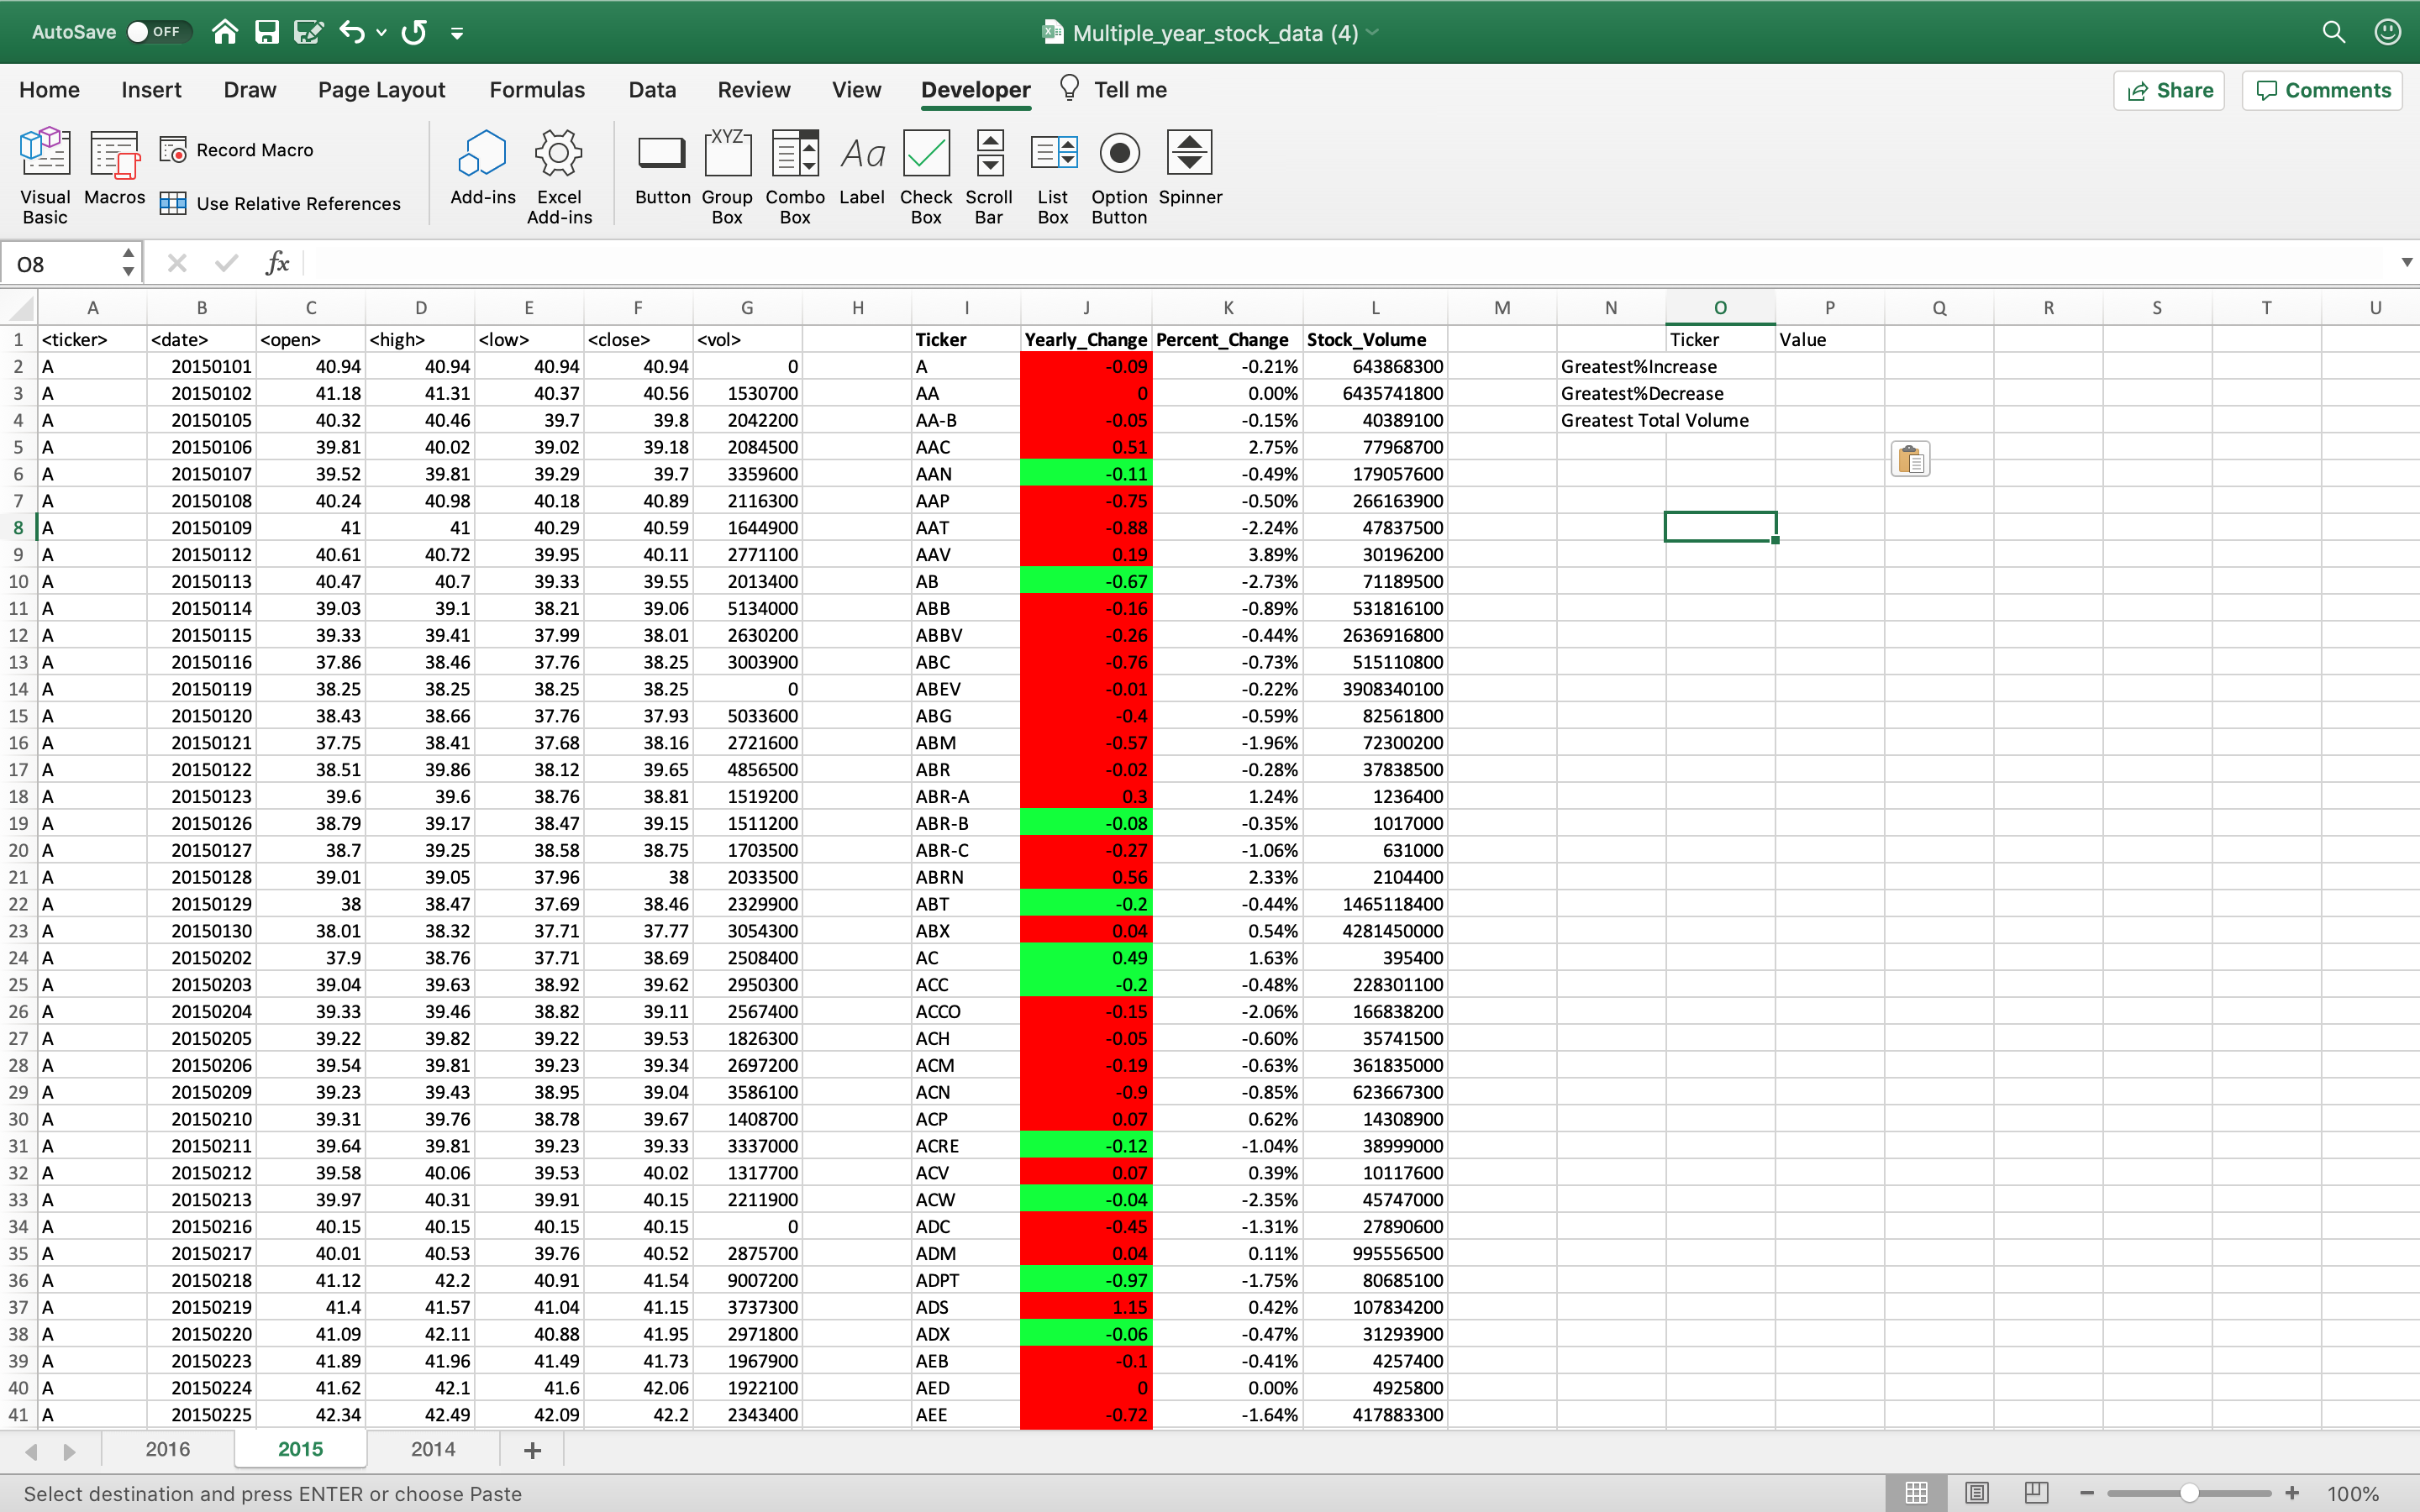 AutoSave OFF Multiple_year_stock_data (4)
Home Insert Draw Page Layout Formulas Data Review View Developer Tell me Share Comments
Visual Basic Macros Record Macro Use Relative References Add-ins Excel Add-ins Button XYZ Group Box Combo Box Aa Label Check Box Scroll Bar List Box Option Button Spinner
O8 fx
A B C D E F G H I J K L M N O P Q R S T U
1 <ticker> <date> <open> <high> <low> <close> <vol> Ticker Yearly_Change Percent_Change Stock_Volume Ticker Value
2 A 20150101 40.94 40.94 40.94 40.94 0 A -0.09 -0.21% 643868300 Greatest%Increase
3 A 20150102 41.18 41.31 40.37 40.56 1530700 AA 0 0.00% 6435741800 Greatest%Decrease
4 A 20150105 40.32 40.46 39.7 39.8 2042200 AA-B -0.05 -0.15% 40389100 Greatest Total Volume
5 A 20150106 39.81 40.02 39.02 39.18 2084500 AAC 0.51 2.75% 77968700
6 A 20150107 39.52 39.81 39.29 39.7 3359600 AAN -0.11 -0.49% 179057600
7 A 20150108 40.24 40.98 40.18 40.89 2116300 AAP -0.75 -0.50% 266163900
8 A 20150109 41 41 40.29 40.59 1644900 AAT -0.88 -2.24% 47837500
9 A 20150112 40.61 40.72 39.95 40.11 2771100 AAV 0.19 3.89% 30196200
10 A 20150113 40.47 40.7 39.33 39.55 2013400 AB -0.67 -2.73% 71189500
11 A 20150114 39.03 39.1 38.21 39.06 5134000 ABB -0.16 -0.89% 531816100
12 A 20150115 39.33 39.41 37.99 38.01 2630200 ABBV -0.26 -0.44% 2636916800
13 A 20150116 37.86 38.46 37.76 38.25 3003900 ABC -0.76 -0.73% 515110800
14 A 20150119 38.25 38.25 38.25 38.25 0 ABEV -0.01 -0.22% 3908340100
15 A 20150120 38.43 38.66 37.76 37.93 5033600 ABG -0.4 -0.59% 82561800
16 A 20150121 37.75 38.41 37.68 38.16 2721600 ABM -0.57 -1.96% 72300200
17 A 20150122 38.51 39.86 38.12 39.65 4856500 ABR -0.02 -0.28% 37838500
18 A 20150123 39.6 39.6 38.76 38.81 1519200 ABR-A 0.3 1.24% 1236400
19 A 20150126 38.79 39.17 38.47 39.15 1511200 ABR-B -0.08 -0.35% 1017000
20 A 20150127 38.7 39.25 38.58 38.75 1703500 ABR-C -0.27 -1.06% 631000
21 A 20150128 39.01 39.05 37.96 38 2033500 ABRN 0.56 2.33% 2104400
22 A 20150129 38 38.47 37.69 38.46 2329900 ABT -0.2 -0.44% 1465118400
23 A 20150130 38.01 38.32 37.71 37.77 3054300 ABX 0.04 0.54% 4281450000
24 A 20150202 37.9 38.76 37.71 38.69 2508400 AC 0.49 1.63% 395400
25 A 20150203 39.04 39.63 38.92 39.62 2950300 ACC -0.2 -0.48% 228301100
26 A 20150204 39.33 39.46 38.82 39.11 2567400 ACCO -0.15 -2.06% 166838200
27 A 20150205 39.22 39.82 39.22 39.53 1826300 ACH -0.05 -0.60% 35741500
28 A 20150206 39.54 39.81 39.23 39.34 2697200 ACM -0.19 -0.63% 361835000
29 A 20150209 39.23 39.43 38.95 39.04 3586100 ACN -0.9 -0.85% 623667300
30 A 20150210 39.31 39.76 38.78 39.67 1408700 ACP 0.07 0.62% 14308900
31 A 20150211 39.64 39.81 39.23 39.33 3337000 ACRE -0.12 -1.04% 38999000
32 A 20150212 39.58 40.06 39.53 40.02 1317700 ACV 0.07 0.39% 10117600
33 A 20150213 39.97 40.31 39.91 40.15 2211900 ACW -0.04 -2.35% 45747000
34 A 20150216 40.15 40.15 40.15 40.15 0 ADC -0.45 -1.31% 27890600
35 A 20150217 40.01 40.53 39.76 40.52 2875700 ADM 0.04 0.11% 995556500
36 A 20150218 41.12 42.2 40.91 41.54 9007200 ADPT -0.97 -1.75% 80685100
37 A 20150219 41.4 41.57 41.04 41.15 3737300 ADS 1.15 0.42% 107834200
38 A 20150220 41.09 42.11 40.88 41.95 2971800 ADX -0.06 -0.47% 31293900
39 A 20150223 41.89 41.96 41.49 41.73 1967900 AEB -0.1 -0.41% 4257400
40 A 20150224 41.62 42.1 41.6 42.06 1922100 AED 0 0.00% 4925800
41 A 20150225 42.34 42.49 42.09 42.2 2343400 AEE -0.72 -1.64% 417883300
2016 2015 2014 +
Select destination and press ENTER or choose Paste 100%